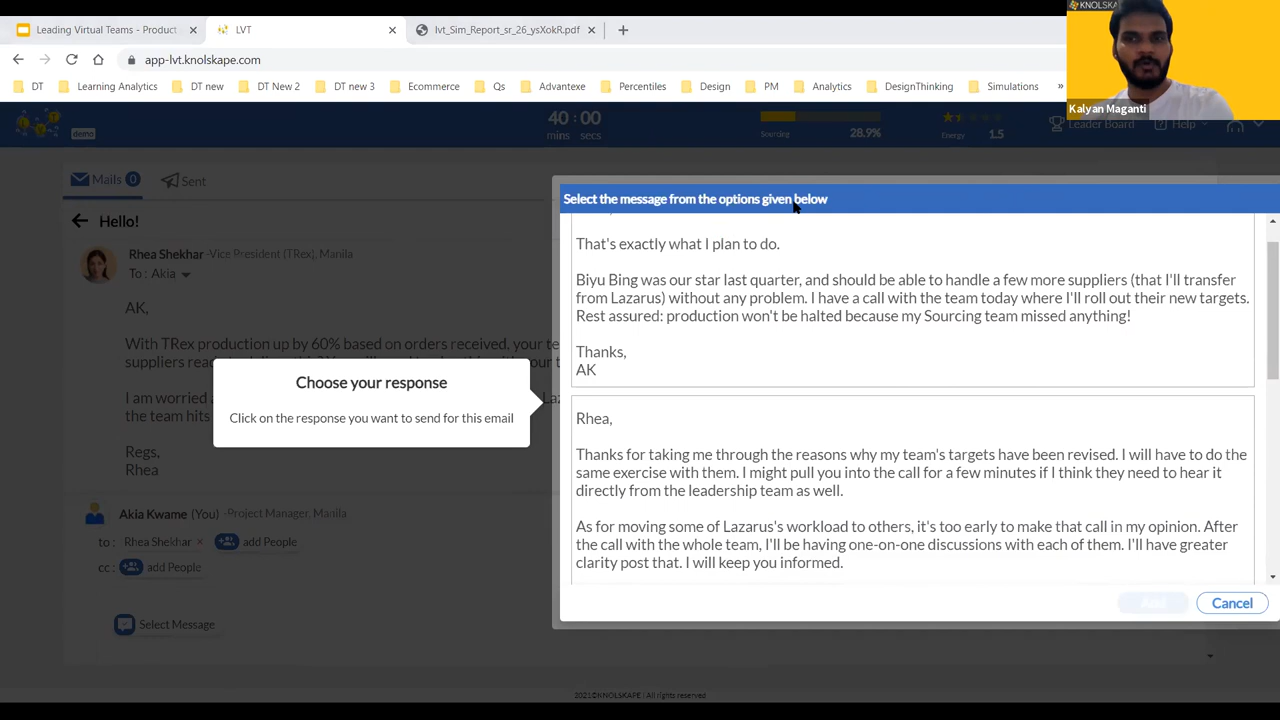 Leading Virtual Teams - Product
LVT
lvt_Sim_Report_sr_26_ysXokR.pdf
app-lvt.knolskape.com
DT
Learning Analytics
DT new
DT New 2
DT new 3
Ecommerce
Qs
Advantexe
Percentiles
Design
PM
Analytics
DesignThinking
Simulations
»
KNOLSKAPE
Kalyan Maganti
demo
40 : 00
mins secs
Sourcing
28.9%
Energy
1.5
Leader Board
Help
Mails 0
Sent
Hello!
Rhea Shekhar -Vice President (TRex), Manila
To : Akia
AK,
With TRex production up by 60% based on orders received, your te
suppliers rea
I am worried
the team hits
Regs,
Rhea
Akia Kwame (You) -Project Manager, Manila
to : Rhea Shekhar × add People
cc : add People
Select Message
Choose your response
Click on the response you want to send for this email
Select the message from the options given below
That's exactly what I plan to do.
Biyu Bing was our star last quarter, and should be able to handle a few more suppliers (that I'll transfer
from Lazarus) without any problem. I have a call with the team today where I'll roll out their new targets.
Rest assured: production won't be halted because my Sourcing team missed anything!
Thanks,
AK
Rhea,
Thanks for taking me through the reasons why my team's targets have been revised. I will have to do the
same exercise with them. I might pull you into the call for a few minutes if I think they need to hear it
directly from the leadership team as well.
As for moving some of Lazarus's workload to others, it's too early to make that call in my opinion. After
the call with the whole team, I'll be having one-on-one discussions with each of them. I'll have greater
clarity post that. I will keep you informed.
Add
Cancel
2021©KNOLSKAPE | All rights reserved